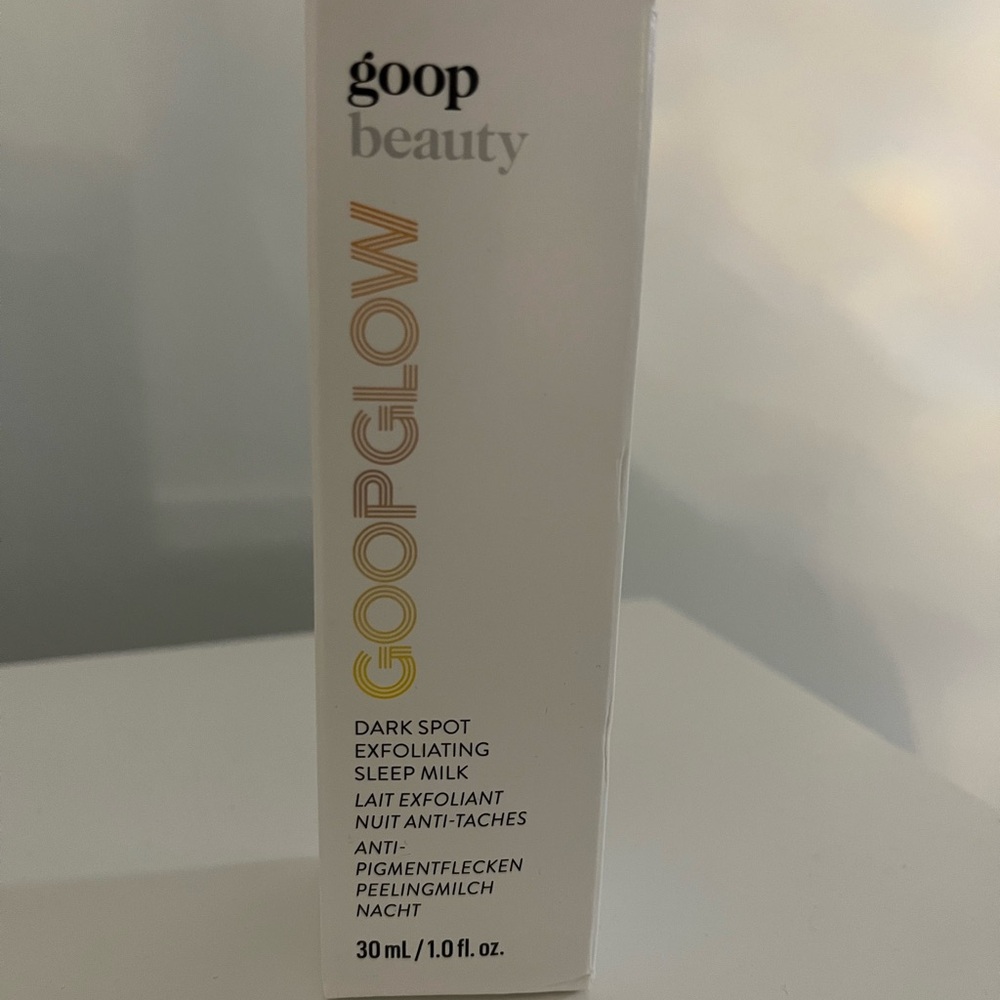 goop
beauty
GOOPGLOW
DARK SPOT
EXFOLIATING
SLEEP MILK
LAIT EXFOLIANT
NUIT ANTI-TACHES
ANTI-
PIGMENTFLECKEN
PEELINGMILCH
NACHT
30 mL / 1.0 fl. oz.